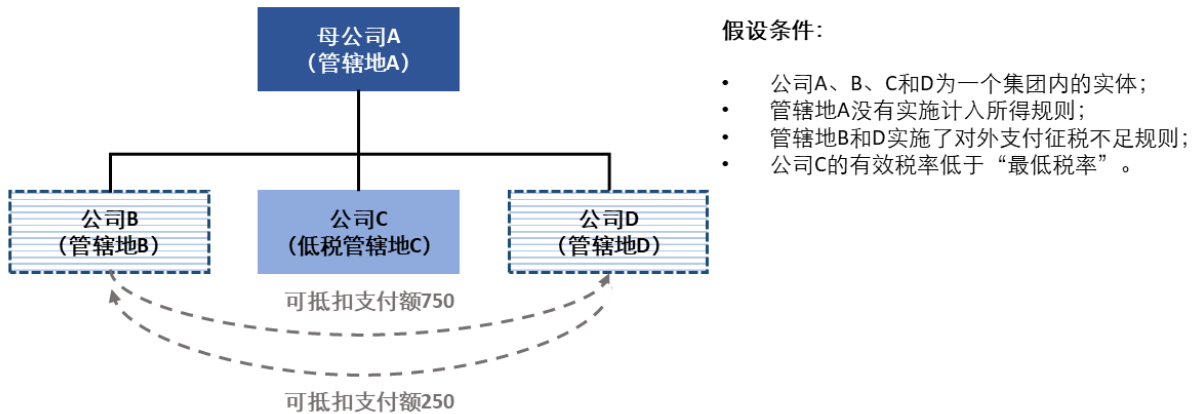 母公司A
（管辖地A）
假设条件：
• 公司A、B、C和D为一个集团内的实体；
• 管辖地A没有实施计入所得规则；
• 管辖地B和D实施了对外支付征税不足规则；
• 公司C的有效税率低于“最低税率”。
公司B
（管辖地B）
公司C
（低税管辖地C）
公司D
（管辖地D）
可抵扣支付额750
可抵扣支付额250